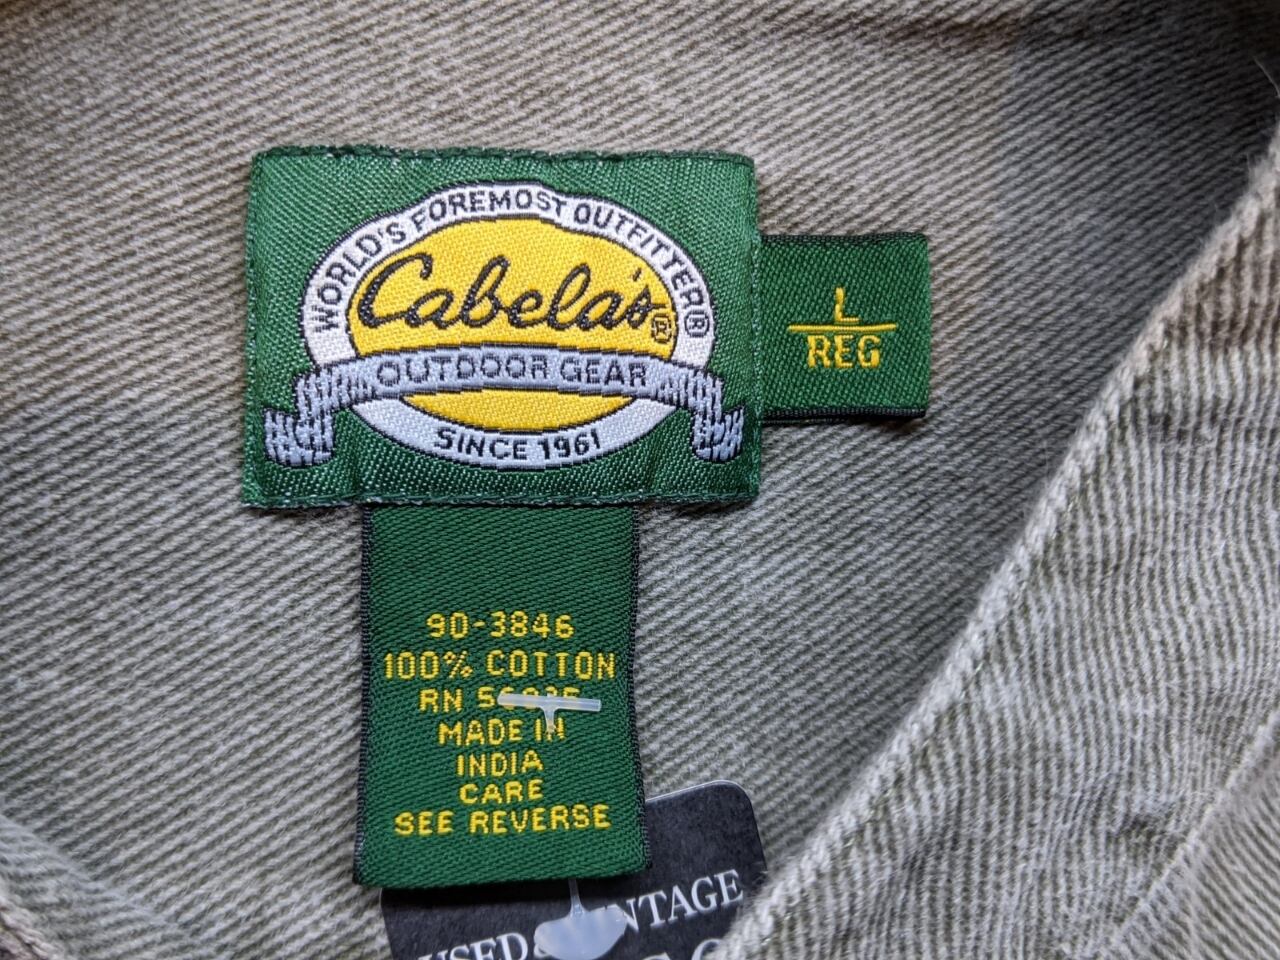 WORLD'S FOREMOST OUTFITTER®
Cabela's®
OUTDOOR GEAR
SINCE 1961
L
REG
90-3846
100% COTTON
RN
MADE IN
INDIA
CARE
SEE REVERSE
USED&